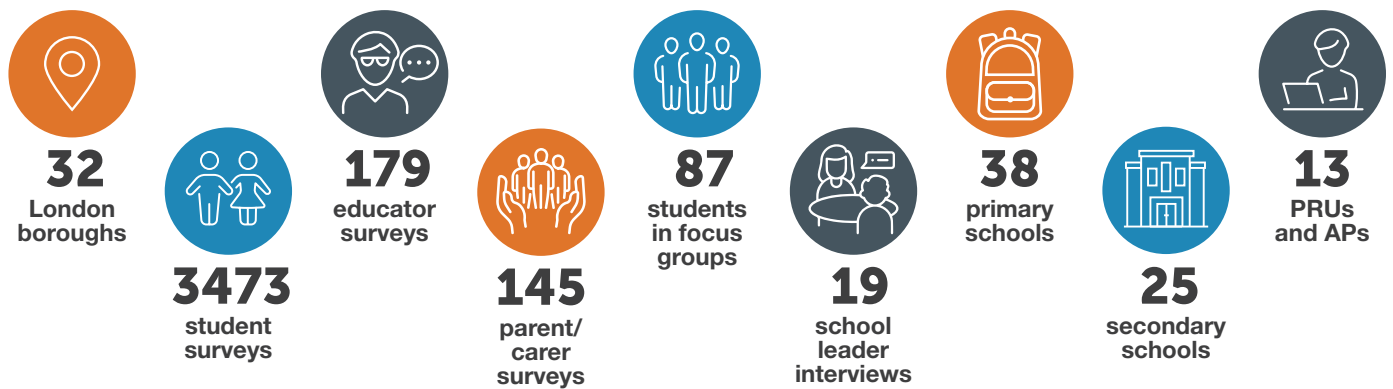 32
London
boroughs
3473
student
surveys
179
educator
surveys
145
parent/
carer
surveys
87
students
in focus
groups
19
school
leader
interviews
38
primary
schools
25
secondary
schools
13
PRUs
and APs